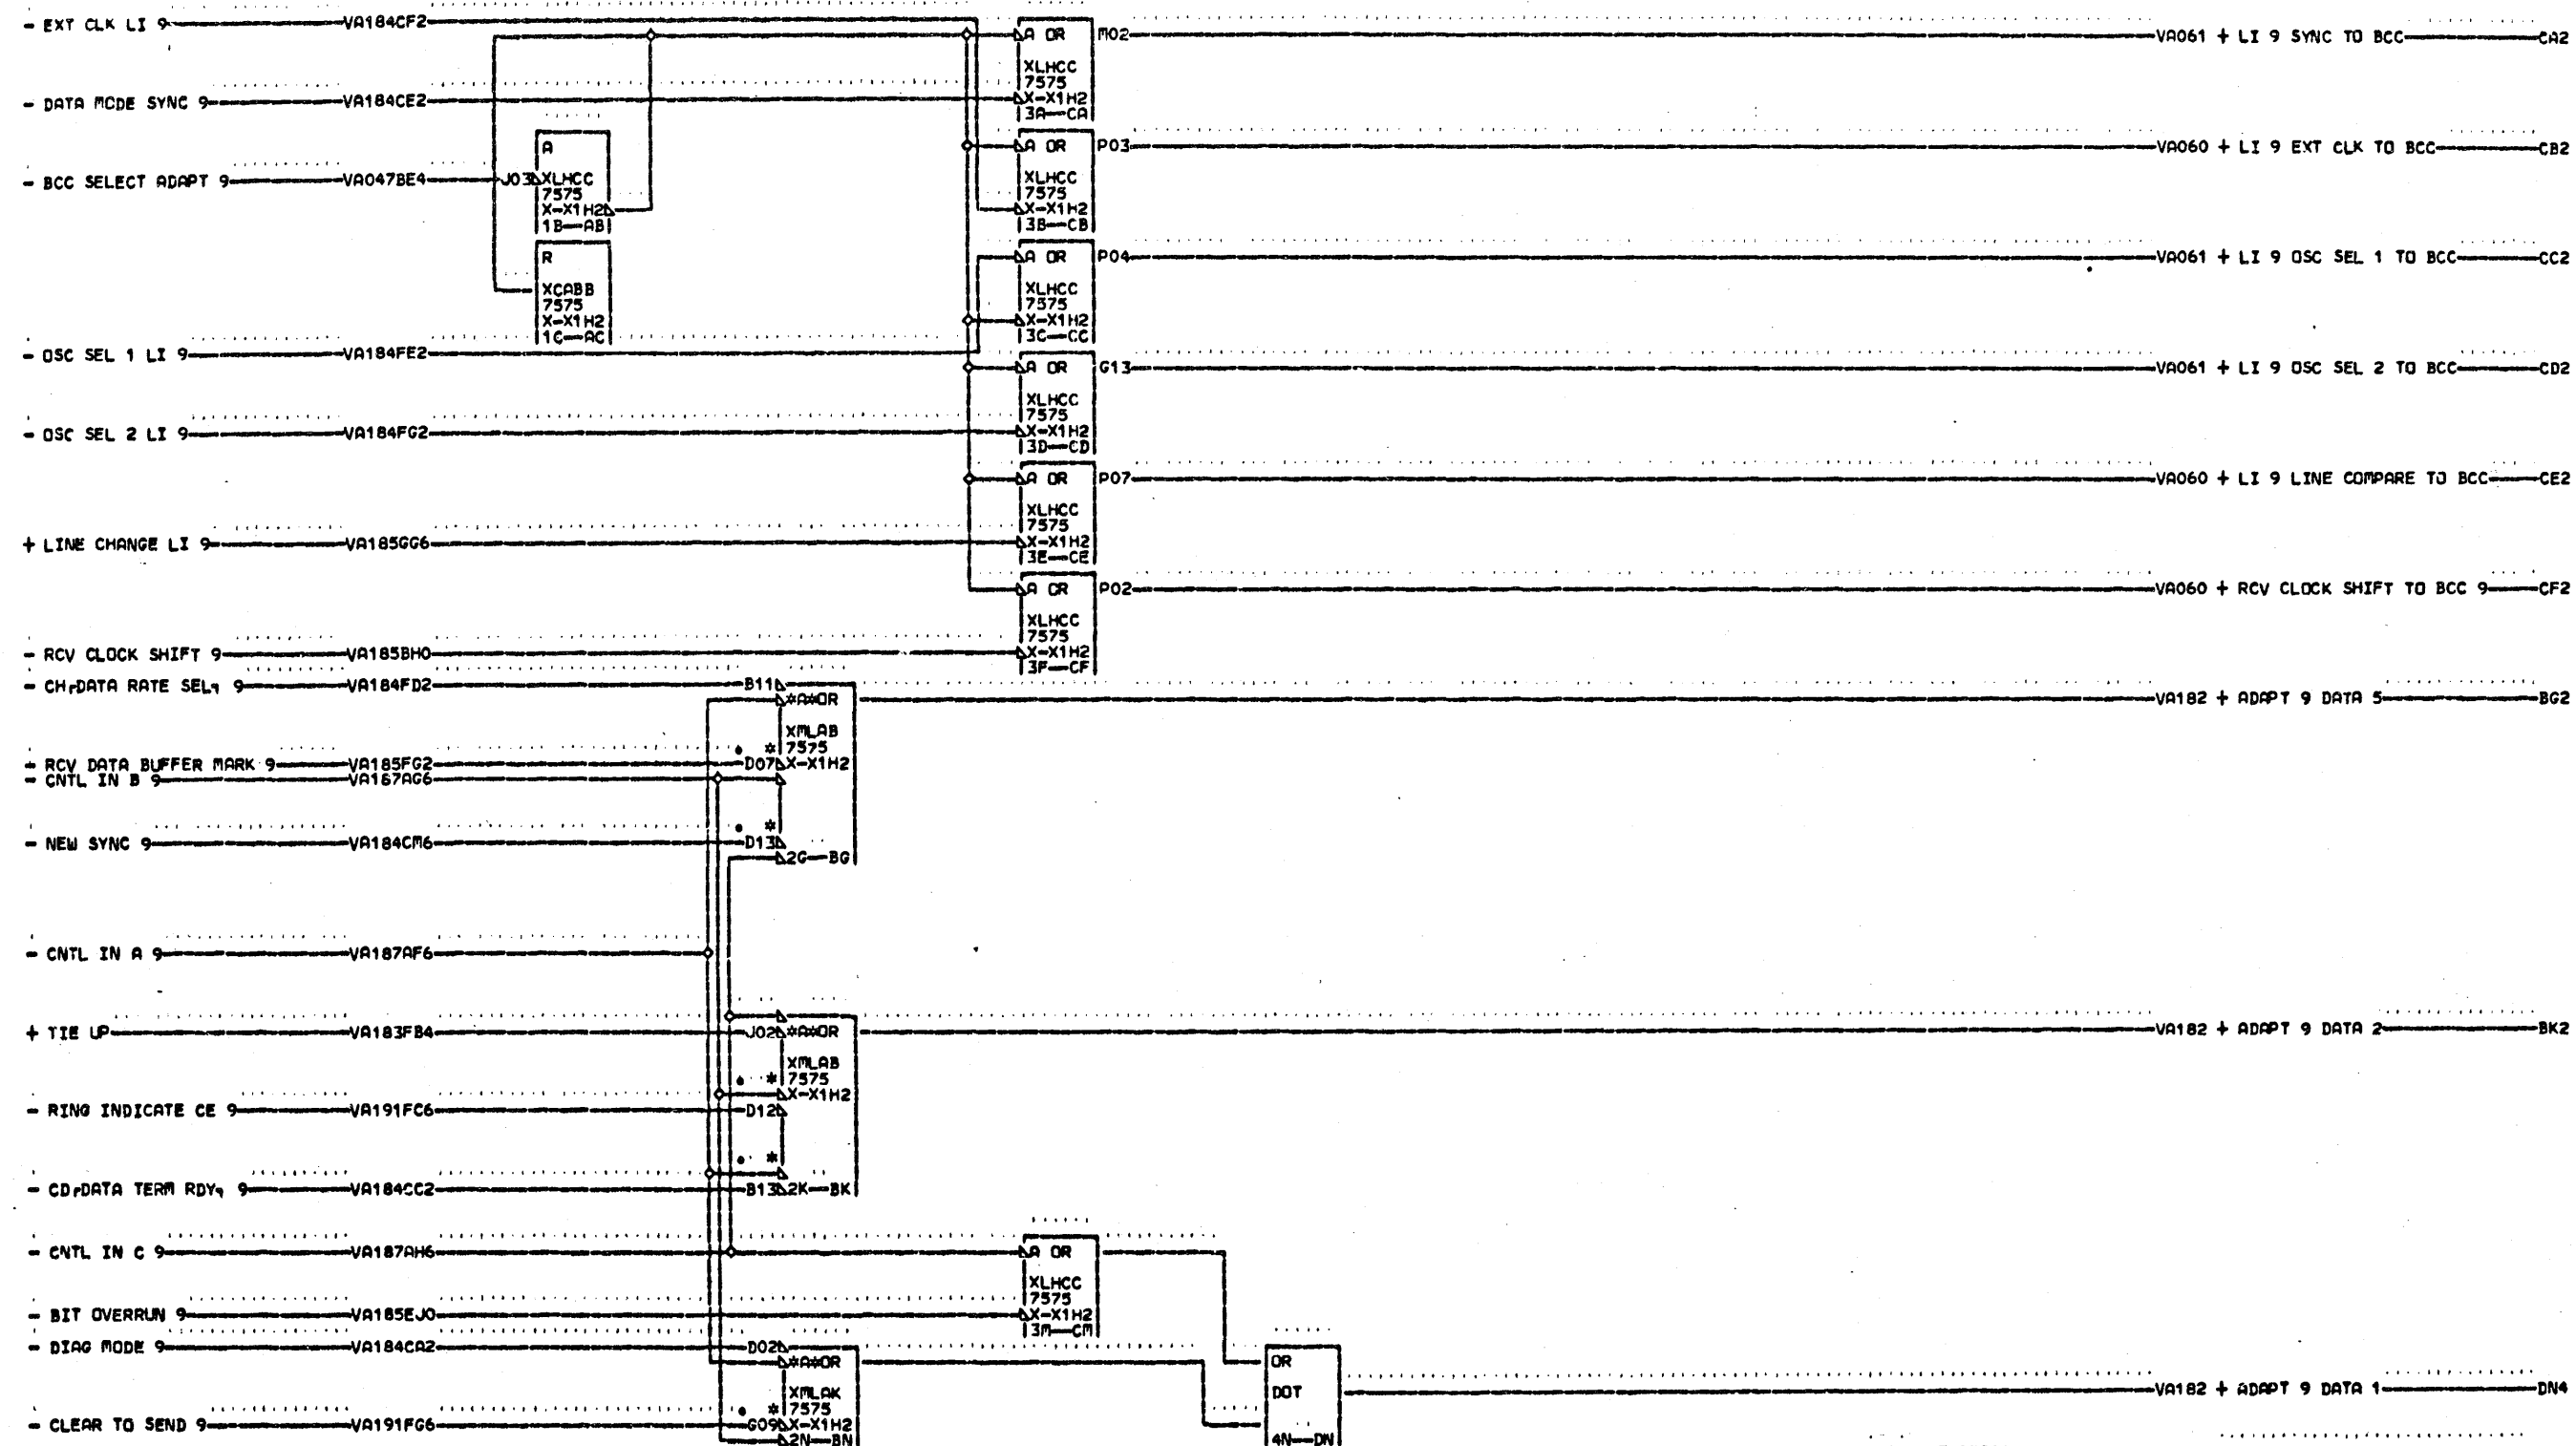 - EXT CLK LI 9 VA184CF2
A OR M02 VA061 + LI 9 SYNC TO BCC CA2
XLHCC
7575
- DATA MODE SYNC 9 VA184CE2 X-X1H2
3A CA
A A OR P03 VA060 + LI 9 EXT CLK TO BCC CB2
- BCC SELECT ADAPT 9 VA047BE4 J03 XLHCC XLHCC
7575 7575
X-X1H2 X-X1H2
1B AB 3B CB
R A OR P04 VA061 + LI 9 OSC SEL 1 TO BCC CC2
XCABB XLHCC
7575 7575
X-X1H2 X-X1H2
1C AC 3C CC
- OSC SEL 1 LI 9 VA184FE2
A OR G13 VA061 + LI 9 OSC SEL 2 TO BCC CD2
XLHCC
7575
- OSC SEL 2 LI 9 VA184FG2 X-X1H2
3D CD
A OR P07 VA060 + LI 9 LINE COMPARE TO BCC CE2
XLHCC
7575
+ LINE CHANGE LI 9 VA185GG6 X-X1H2
3E CE
A OR P02 VA060 + RCV CLOCK SHIFT TO BCC 9 CF2
XLHCC
7575
- RCV CLOCK SHIFT 9 VA185BH0 X-X1H2
3F CF
- CH┌DATA RATE SEL┐ 9 VA184FD2 B11
*A*OR VA182 + ADAPT 9 DATA 5 BG2
XMLAB
* 7575
+ RCV DATA BUFFER MARK 9 VA185FG2 D07 X-X1H2
- CNTL IN B 9 VA187AG6
*
- NEW SYNC 9 VA184CM6 D13
2G BG
- CNTL IN A 9 VA187AF6
+ TIE UP VA183FB4 J02 *A*OR VA182 + ADAPT 9 DATA 2 BK2
XMLAB
* 7575
X-X1H2
- RING INDICATE CE 9 VA191FC6 D12
*
- CD┌DATA TERM RDY┐ 9 VA184CC2 B13 2K BK
- CNTL IN C 9 VA187AH6 A OR
XLHCC
7575
- BIT OVERRUN 9 VA185EJ0 X-X1H2
3M CM
- DIAG MODE 9 VA184CA2 D02
*A*OR OR
XMLAK DOT VA182 + ADAPT 9 DATA 1 DN4
* 7575
- CLEAR TO SEND 9 VA191FG6 G09 X-X1H2
2N BN 4N DN